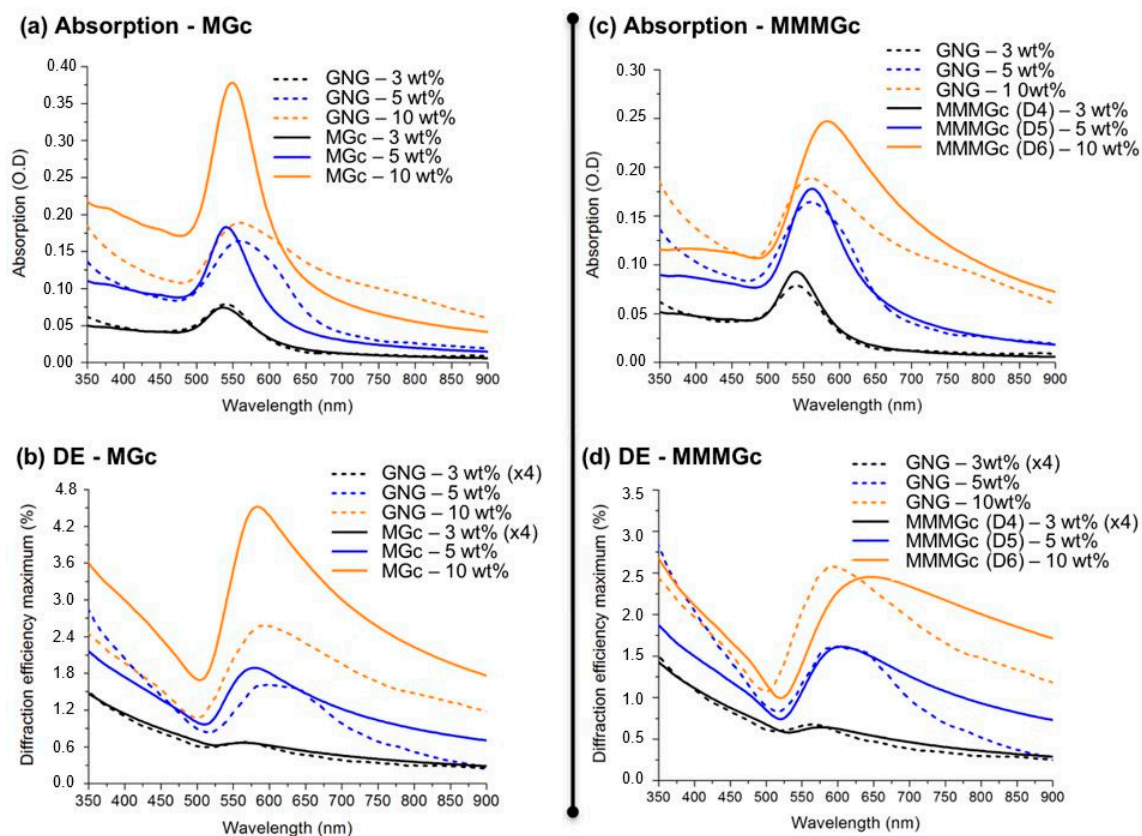 (a) Absorption - MGc
GNG – 3 wt%
GNG – 5 wt%
GNG – 10 wt%
MGc – 3 wt%
MGc – 5 wt%
MGc – 10 wt%
Absorption (O.D)
0.40
0.35
0.30
0.25
0.20
0.15
0.10
0.05
0.00
350 400 450 500 550 600 650 700 750 800 850 900
Wavelength (nm)
(b) DE - MGc
GNG – 3 wt% (x4)
GNG – 5 wt%
GNG – 10 wt%
MGc – 3 wt% (x4)
MGc – 5 wt%
MGc – 10 wt%
Diffraction efficiency maximum (%)
4.8
4.2
3.6
3.0
2.4
1.8
1.2
0.6
0.0
350 400 450 500 550 600 650 700 750 800 850 900
Wavelength (nm)
(c) Absorption - MMMGc
GNG – 3 wt%
GNG – 5 wt%
GNG – 1 0wt%
MMMGc (D4) – 3 wt%
MMMGc (D5) – 5 wt%
MMMGc (D6) – 10 wt%
Absorption (O.D)
0.30
0.25
0.20
0.15
0.10
0.05
0.00
350 400 450 500 550 600 650 700 750 800 850 900
Wavelength (nm)
(d) DE - MMMGc
GNG – 3wt% (x4)
GNG – 5wt%
GNG – 10wt%
MMMGc (D4) – 3 wt% (x4)
MMMGc (D5) – 5 wt%
MMMGc (D6) – 10 wt%
Diffraction efficiency maximum (%)
3.5
3.0
2.5
2.0
1.5
1.0
0.5
0.0
350 400 450 500 550 600 650 700 750 800 850 900
Wavelength (nm)